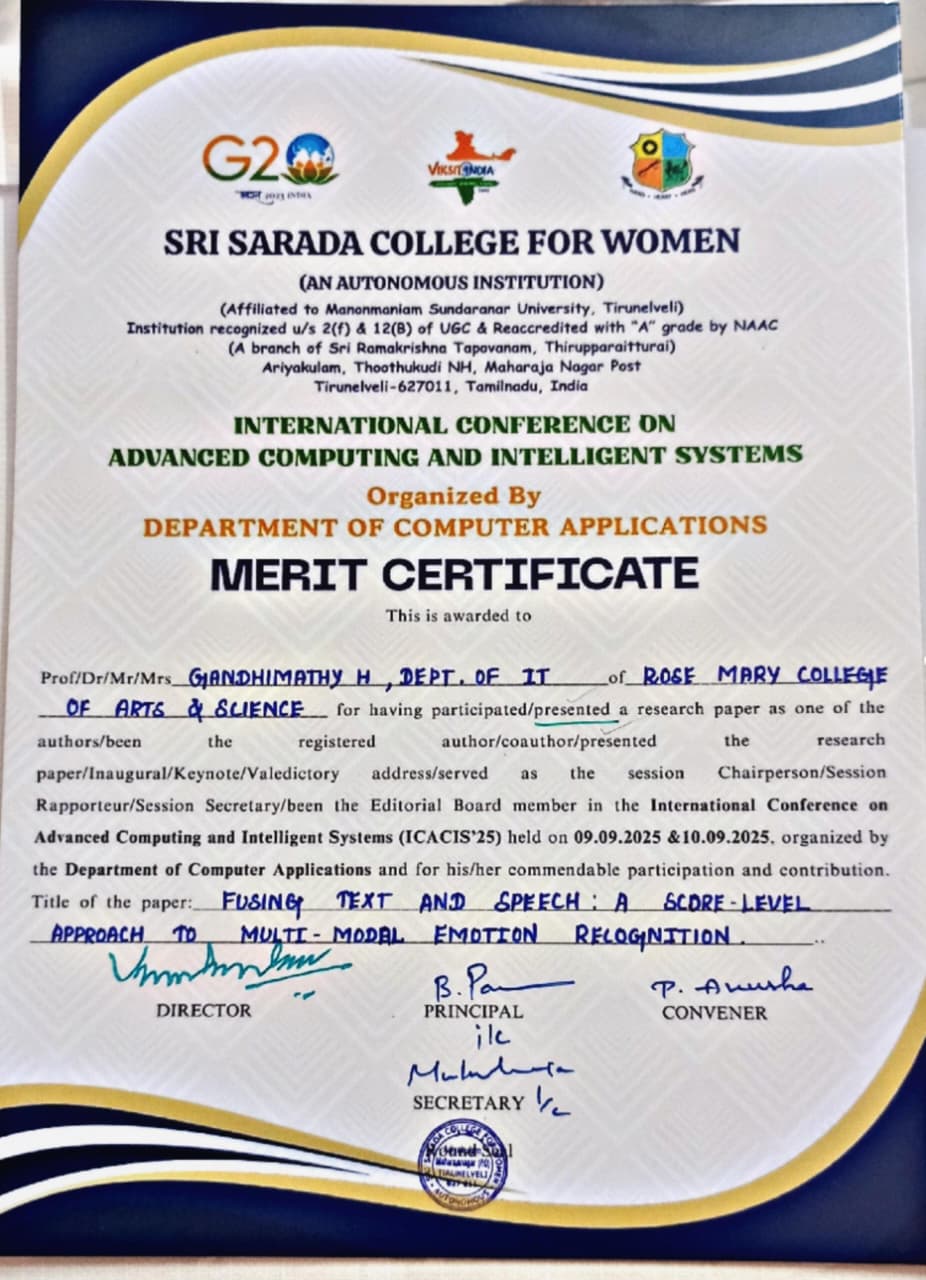 G20
भारत 2023 INDIA
VIKSIT INDIA
SRI SARADA COLLEGE FOR WOMEN
(AN AUTONOMOUS INSTITUTION)
(Affiliated to Manonmaniam Sundaranar University, Tirunelveli)
Institution recognized u/s 2(f) & 12(B) of UGC & Reaccredited with "A" grade by NAAC
(A branch of Sri Ramakrishna Tapovanam, Thirupparaitturai)
Ariyakulam, Thoothukudi NH, Maharaja Nagar Post
Tirunelveli-627011, Tamilnadu, India
INTERNATIONAL CONFERENCE ON
ADVANCED COMPUTING AND INTELLIGENT SYSTEMS
Organized By
DEPARTMENT OF COMPUTER APPLICATIONS
MERIT CERTIFICATE
This is awarded to
Prof/Dr/Mr/Mrs GANDHIMATHY H, DEPT. OF IT of ROSE MARY COLLEGE
OF ARTS & SCIENCE for having participated/presented a research paper as one of the
authors/been the registered author/coauthor/presented the research
paper/Inaugural/Keynote/Valedictory address/served as the session Chairperson/Session
Rapporteur/Session Secretary/been the Editorial Board member in the International Conference on
Advanced Computing and Intelligent Systems (ICACIS'25) held on 09.09.2025 &10.09.2025, organized by
the Department of Computer Applications and for his/her commendable participation and contribution.
Title of the paper: FUSING TEXT AND SPEECH : A SCORE-LEVEL
APPROACH TO MULTI-MODAL EMOTION RECOGNITION.
P. Anusha
DIRECTOR PRINCIPAL CONVENER
i/c
SECRETARY i/c
Round Seal
SRI SARADA COLLEGE FOR WOMEN
TIRUNELVELI
AUTONOMOUS